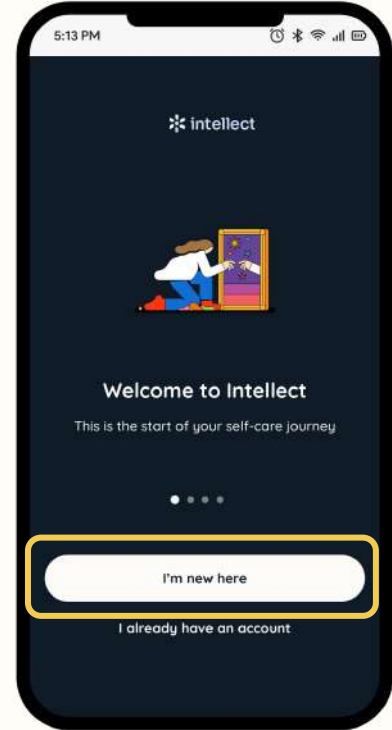 5:13 PM
intellect
Welcome to Intellect
This is the start of your self-care journey
I'm new here
I already have an account